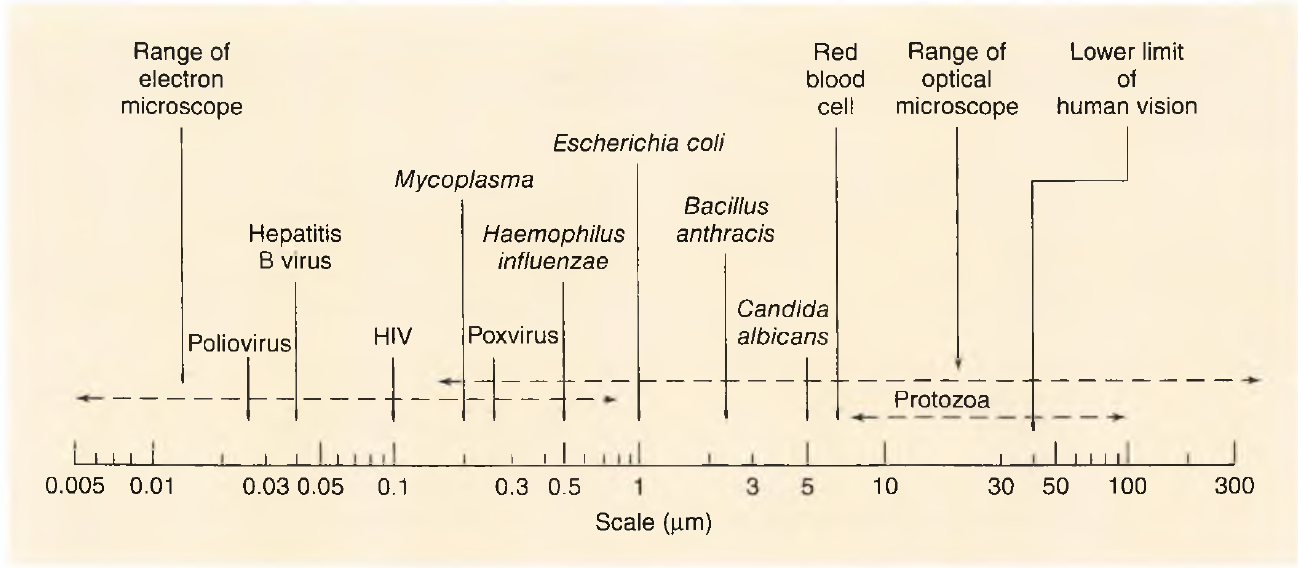 Range of
electron
microscope
Red
blood
cell
Range of
optical
microscope
Lower limit
of
human vision
Escherichia coli
Mycoplasma
Bacillus
anthracis
Hepatitis
B virus
Haemophilus
influenzae
Candida
albicans
Poliovirus
HIV
Poxvirus
Protozoa
0.005 0.01 0.03 0.05 0.1 0.3 0.5 1 3 5 10 30 50 100 300
Scale (μm)